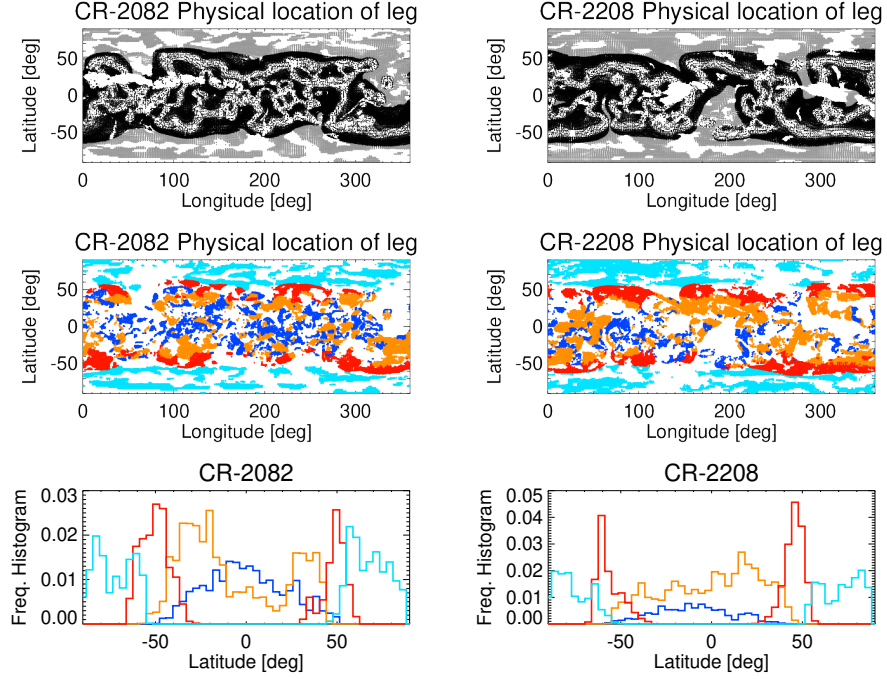 CR-2082 Physical location of leg
Latitude [deg]
50
0
-50
0 100 200 300
Longitude [deg]
CR-2208 Physical location of leg
Latitude [deg]
50
0
-50
0 100 200 300
Longitude [deg]
CR-2082 Physical location of leg
Latitude [deg]
50
0
-50
0 100 200 300
Longitude [deg]
CR-2208 Physical location of leg
Latitude [deg]
50
0
-50
0 100 200 300
Longitude [deg]
CR-2082
Freq. Histogram
0.03
0.02
0.01
0.00
-50 0 50
Latitude [deg]
CR-2208
Freq. Histogram
0.05
0.04
0.03
0.02
0.01
0.00
-50 0 50
Latitude [deg]